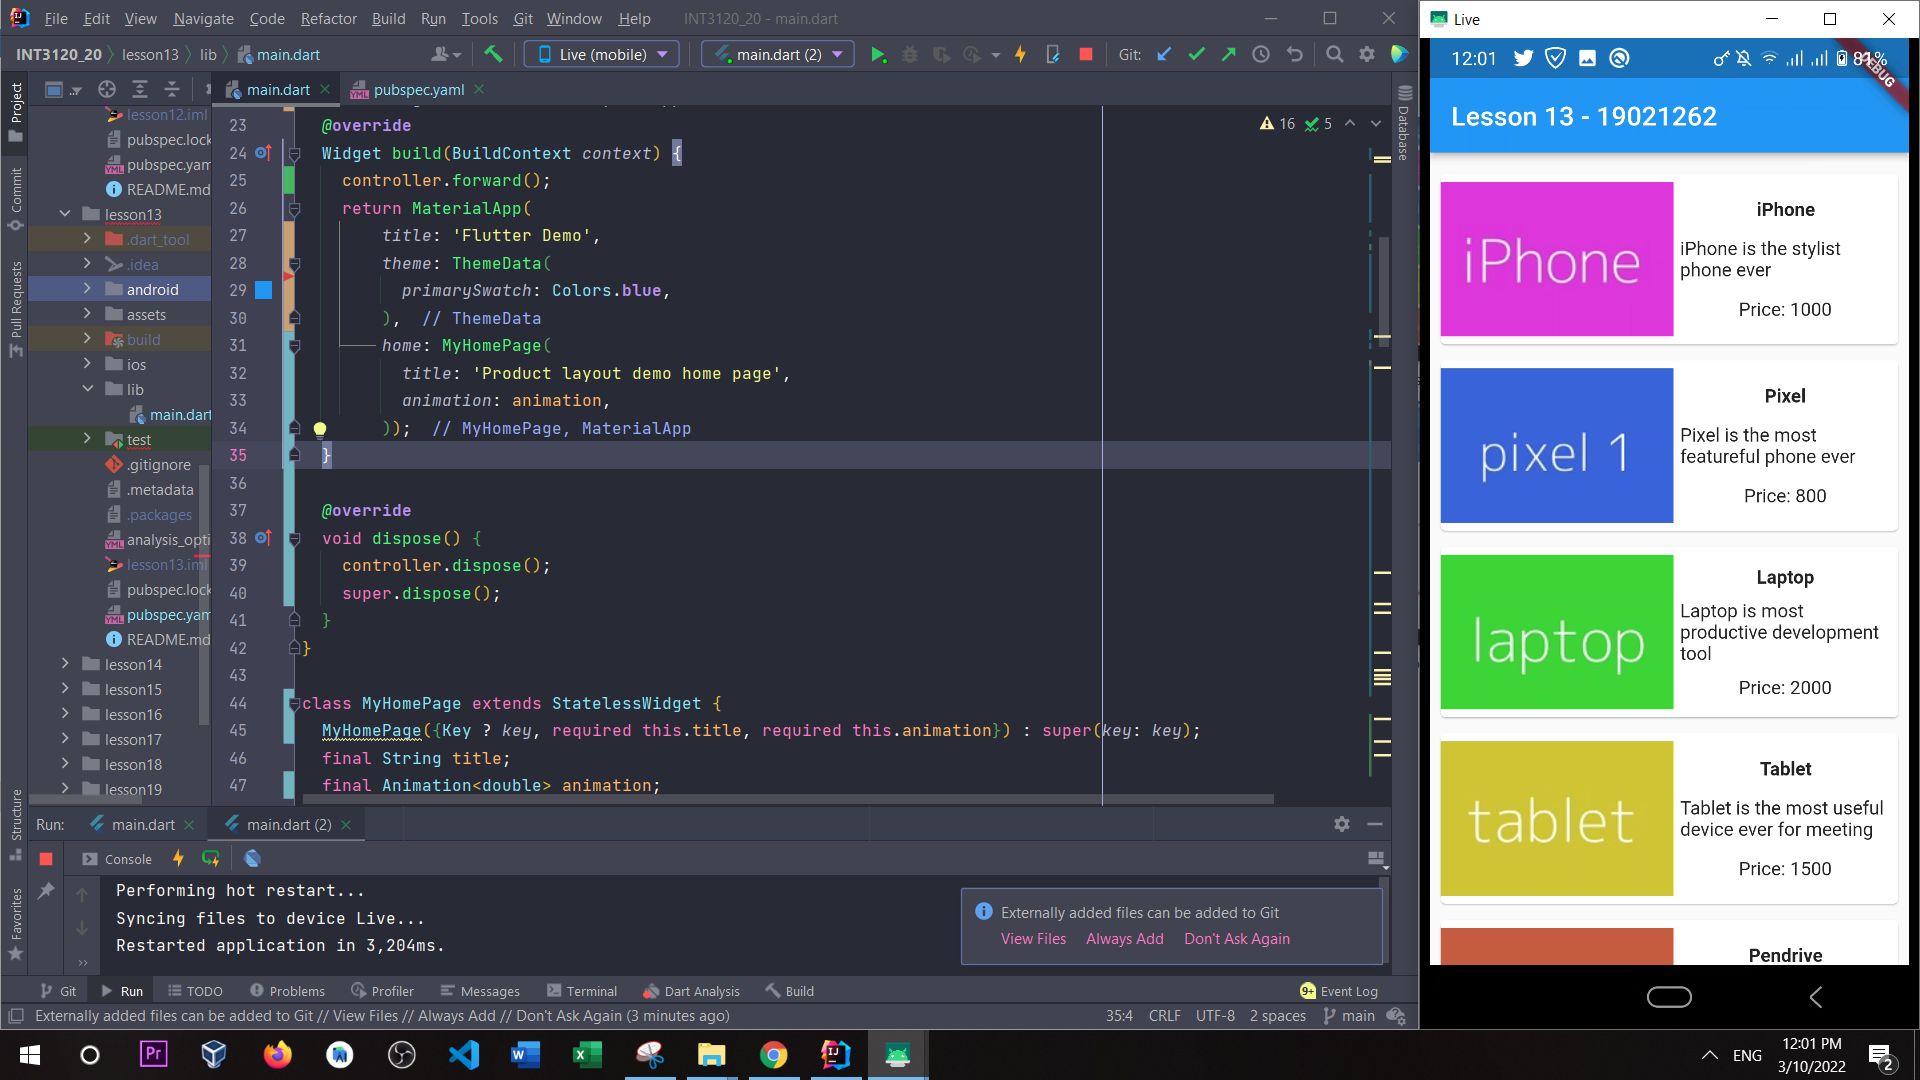 File Edit View Navigate Code Refactor Build Run Tools Git Window Help INT3120_20 - main.dart
INT3120_20 lesson13 lib main.dart Live (mobile) main.dart (2) Git:
Project
Commit
Pull Requests
Structure
Favorites
Database
lesson12.iml
pubspec.lock
pubspec.yam
README.md
lesson13
.dart_tool
.idea
android
assets
build
ios
lib
main.dart
test
.gitignore
.metadata
.packages
analysis_opti
lesson13.iml
pubspec.lock
pubspec.yam
README.md
lesson14
lesson15
lesson16
lesson17
lesson18
lesson19
main.dart pubspec.yaml
16 5
23 @override
24 Widget build(BuildContext context) {
25 controller.forward();
26 return MaterialApp(
27 title: 'Flutter Demo',
28 theme: ThemeData(
29 primarySwatch: Colors.blue,
30 ), // ThemeData
31 home: MyHomePage(
32 title: 'Product layout demo home page',
33 animation: animation,
34 )); // MyHomePage, MaterialApp
35 }
36
37 @override
38 void dispose() {
39 controller.dispose();
40 super.dispose();
41 }
42 }
43
44 class MyHomePage extends StatelessWidget {
45 MyHomePage({Key ? key, required this.title, required this.animation}) : super(key: key);
46 final String title;
47 final Animation<double> animation;
Run: main.dart main.dart (2)
Console
Performing hot restart...
Syncing files to device Live...
Restarted application in 3,204ms.
Externally added files can be added to Git
View Files Always Add Don't Ask Again
Git Run TODO Problems Profiler Messages Terminal Dart Analysis Build 9+ Event Log
Externally added files can be added to Git // View Files // Always Add // Don't Ask Again (3 minutes ago) 35:4 CRLF UTF-8 2 spaces main
Live
12:01 81%
DEBUG
Lesson 13 - 19021262
iPhone
iPhone
iPhone is the stylist
phone ever
Price: 1000
pixel 1
Pixel
Pixel is the most
featureful phone ever
Price: 800
laptop
Laptop
Laptop is most
productive development
tool
Price: 2000
tablet
Tablet
Tablet is the most useful
device ever for meeting
Price: 1500
Pendrive
Pr
ENG
12:01 PM
3/10/2022
2